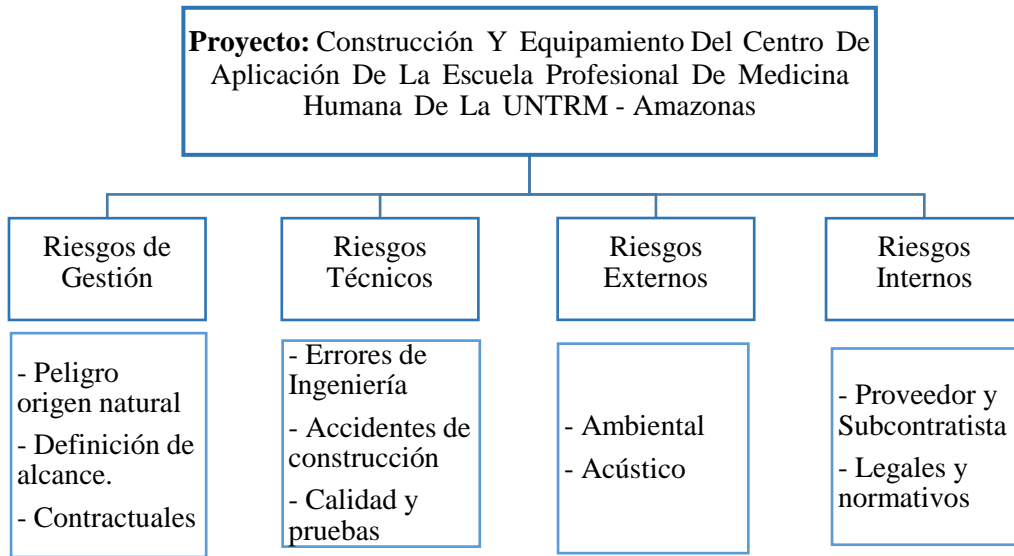 Proyecto: Construcción Y Equipamiento Del Centro De
Aplicación De La Escuela Profesional De Medicina
Humana De La UNTRM - Amazonas
Riesgos de
Gestión
Riesgos
Técnicos
Riesgos
Externos
Riesgos
Internos
- Peligro
origen natural
- Definición de
alcance.
- Contractuales
- Errores de
Ingeniería
- Accidentes de
construcción
- Calidad y
pruebas
- Ambiental
- Acústico
- Proveedor y
Subcontratista
- Legales y
normativos